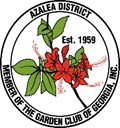 AZALEA DISTRICT
Est. 1959
MEMBER OF THE GARDEN CLUB OF GEORGIA, INC.